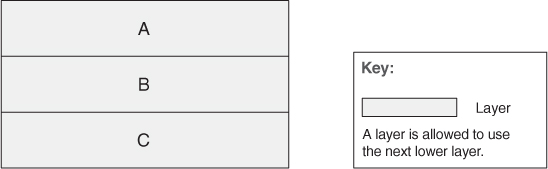 A
B
C
Key:
Layer
A layer is allowed to use
the next lower layer.